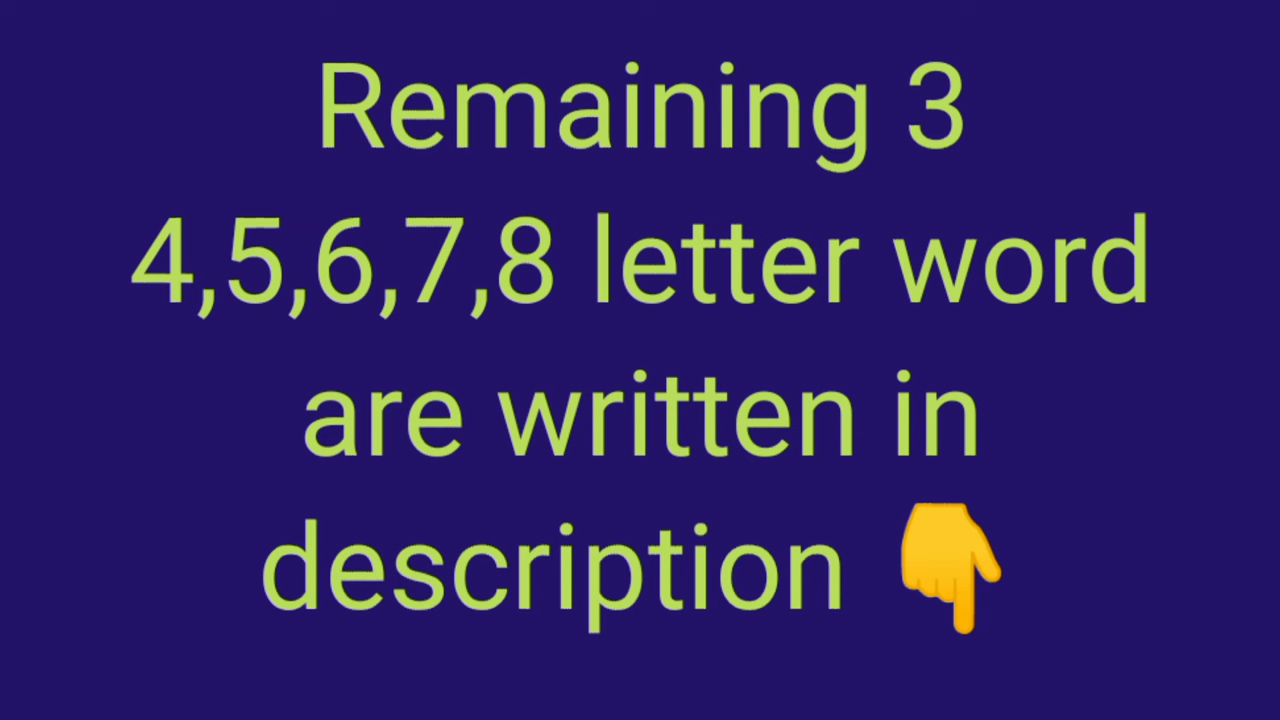 Remaining 3
4,5,6,7,8 letter word
are written in
description 👇